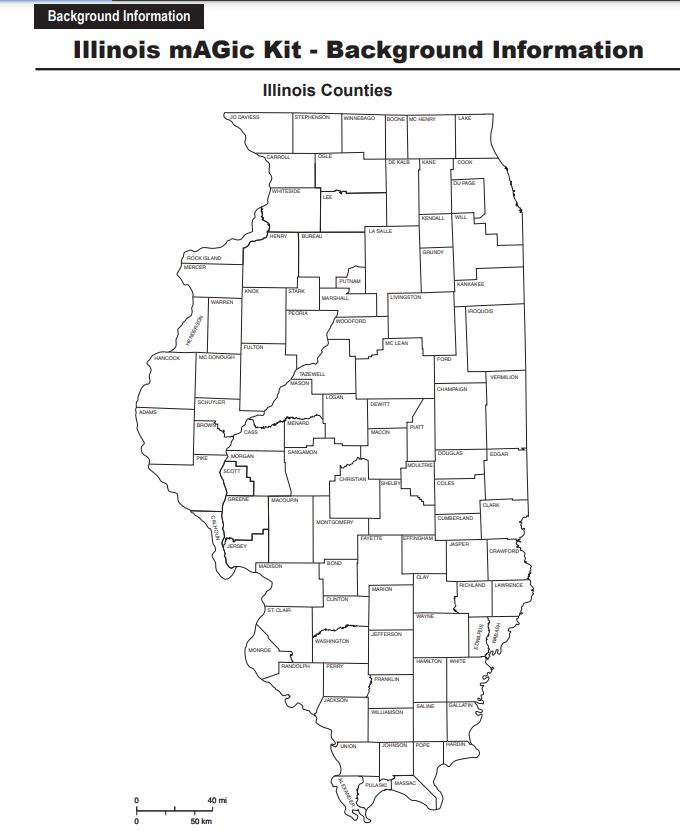 Background Information
Illinois mAGic Kit - Background Information
Illinois Counties
JO DAVIESS
STEPHENSON
WINNEBAGO
BOONE
MC HENRY
LAKE
CARROLL
OGLE
DE KALB
KANE
COOK
DU PAGE
WHITESIDE
LEE
KENDALL
WILL
LA SALLE
HENRY
BUREAU
GRUNDY
ROCK ISLAND
MERCER
PUTNAM
KANKAKEE
KNOX
STARK
MARSHALL
LIVINGSTON
WARREN
HENDERSON
PEORIA
IROQUOIS
WOODFORD
MC LEAN
FULTON
HANCOCK
MC DONOUGH
FORD
TAZEWELL
VERMILION
MASON
CHAMPAIGN
LOGAN
SCHUYLER
DEWITT
ADAMS
BROWN
MENARD
PIATT
CASS
MACON
PIKE
MORGAN
SANGAMON
DOUGLAS
EDGAR
MOULTRIE
SCOTT
CHRISTIAN
SHELBY
COLES
GREENE
MACOUPIN
CLARK
CALHOUN
MONTGOMERY
CUMBERLAND
JERSEY
FAYETTE
EFFINGHAM
JASPER
CRAWFORD
MADISON
BOND
CLAY
MARION
RICHLAND
LAWRENCE
CLINTON
ST. CLAIR
WAYNE
EDWARDS
WABASH
WASHINGTON
JEFFERSON
MONROE
RANDOLPH
PERRY
HAMILTON
WHITE
FRANKLIN
JACKSON
WILLIAMSON
SALINE
GALLATIN
UNION
JOHNSON
POPE
HARDIN
ALEXANDER
PULASKI
MASSAC
0 40 mi
0 50 km